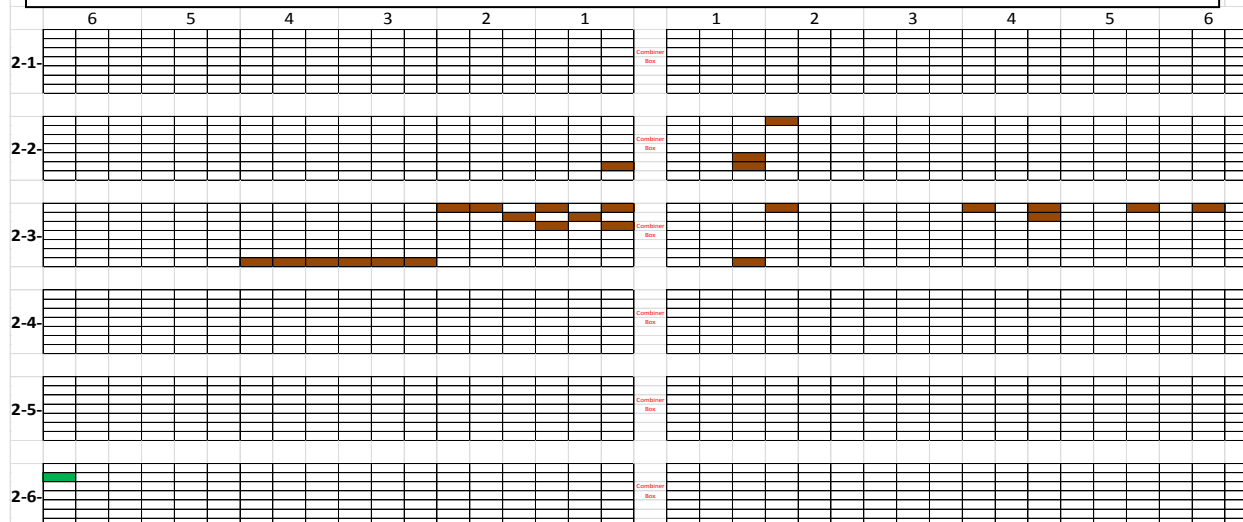 6 5 4 3 2 1 1 2 3 4 5 6
2-1-
Combiner
Box
2-2-
Combiner
Box
2-3-
Combiner
Box
2-4-
Combiner
Box
2-5-
Combiner
Box
2-6-
Combiner
Box